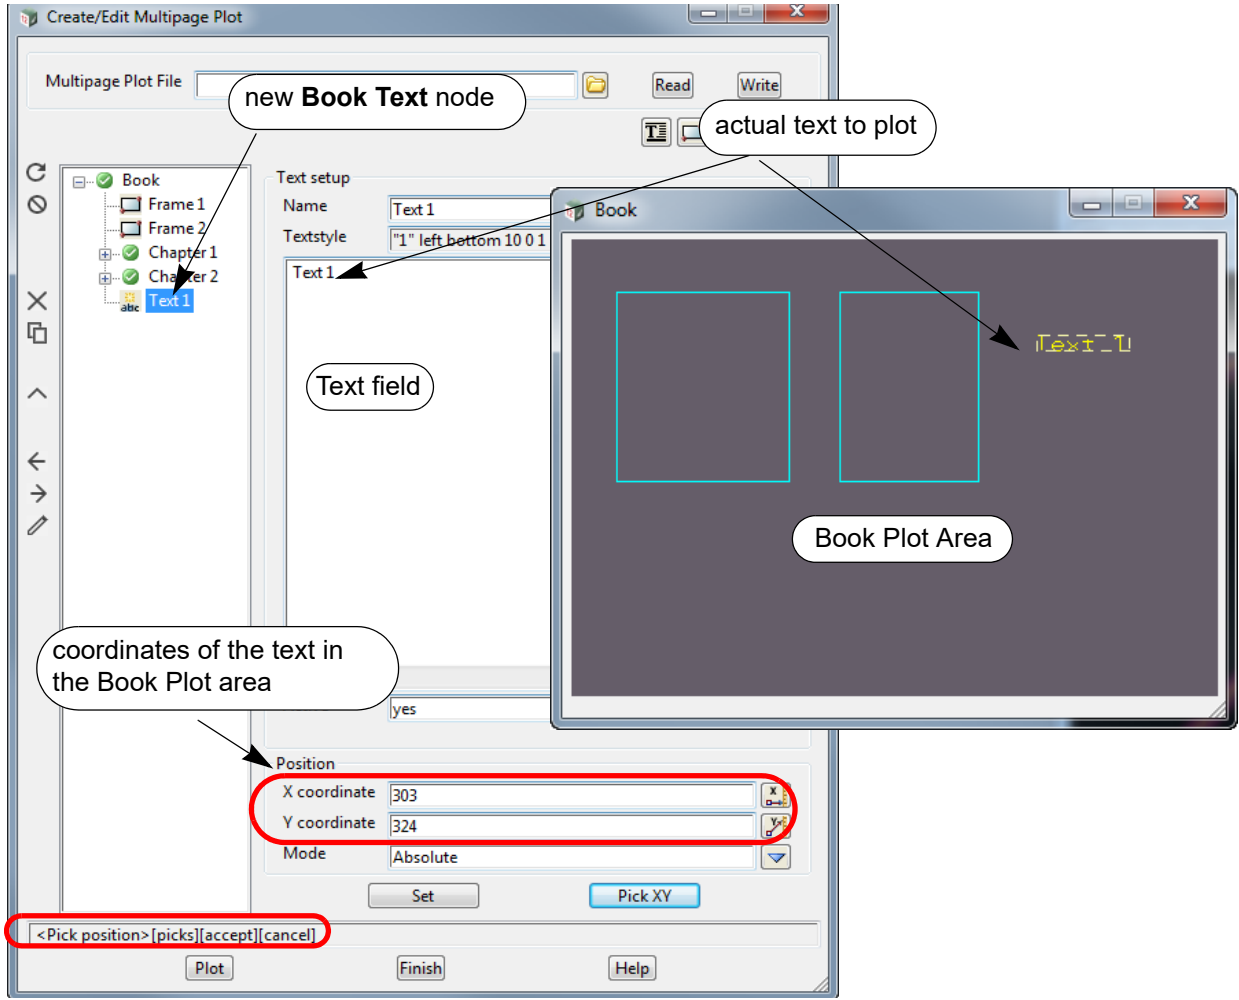 Create/Edit Multipage Plot
Multipage Plot File
Read
Write
new Book Text node
actual text to plot
Book
Frame 1
Frame 2
Chapter 1
Chapter 2
abc
Text 1
Text setup
Name
Text 1
Textstyle
"1" left bottom 10 0 1
Text 1
Text field
Book
Text 1
Book Plot Area
coordinates of the text in
the Book Plot area
yes
Position
X coordinate
303
Y coordinate
324
Mode
Absolute
Set
Pick XY
<Pick position>[picks][accept][cancel]
Plot
Finish
Help